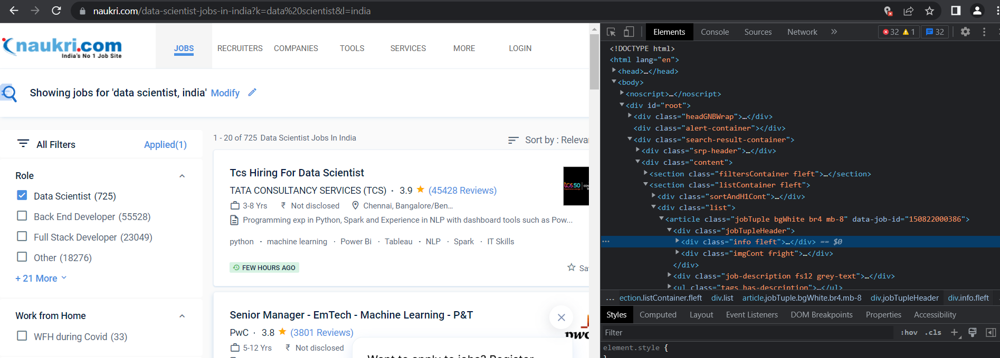 naukri.com/data-scientist-jobs-in-india?k=data%20scientist&l=india
naukri.com
India's No 1 Job Site
JOBS
RECRUITERS
COMPANIES
TOOLS
SERVICES
MORE
LOGIN
Showing jobs for 'data scientist, india' Modify
All Filters
Applied(1)
Role
Data Scientist (725)
Back End Developer (55528)
Full Stack Developer (23049)
Other (18276)
+ 21 More
Work from Home
WFH during Covid (33)
1 - 20 of 725 Data Scientist Jobs In India
Sort by :
Tcs Hiring For Data Scientist
TATA CONSULTANCY SERVICES (TCS) · 3.9 ★ (45428 Reviews)
3-8 Yrs ₹ Not disclosed Chennai, Bangalore/Ben...
Programming exp in Python, Spark and Experience in NLP with dashboard tools such as Pow...
python · machine learning · Power Bi · Tableau · NLP · Spark · IT Skills
FEW HOURS AGO
Senior Manager - EmTech - Machine Learning - P&T
PwC · 3.8 ★ (3801 Reviews)
pwc
5-12 Yrs ₹ Not disclosed
Want to apply to jobs? Register
Elements
Console
Sources
Network
»
32
1
32
<!DOCTYPE html>
<html lang="en">
<head>…</head>
<body>
<noscript>…</noscript>
<div id="root">
<div class="headGNBWrap">…</div>
<div class="alert-container"></div>
<div class="search-result-container">
<div class="srp-header">…</div>
<div class="content">
<section class="filtersContainer fleft">…</section>
<section class="listContainer fleft">
<div class="sortAndH1Cont">…</div>
<div class="list">
<article class="jobTuple bgWhite br4 mb-8" data-job-id="150822000386">
<div class="jobTupleHeader">
<div class="info fleft">…</div> == $0
<div class="imgCont fright">…</div>
</div>
<div class="job-description fs12 grey-text">…</div>
<ul class="tags has-description">…</ul>
... ection.listContainer.fleft div.list article.jobTuple.bgWhite.br4.mb-8 div.jobTupleHeader div.info.fleft
Styles
Computed
Layout
Event Listeners
DOM Breakpoints
Properties
Accessibility
Filter
:hov .cls +
element.style {
}